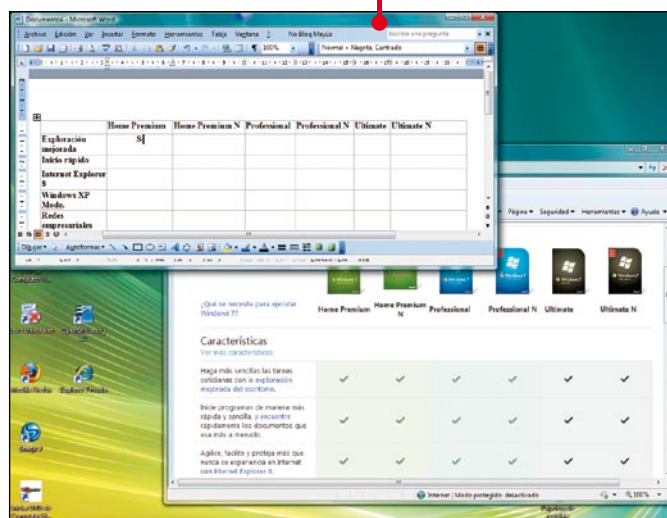 Documento4 - Microsoft Word
Archivo Edición Ver Insertar Formato Herramientas Tabla Ventana ? No Bloq Mayús Escriba una pregunta
100% Normal + Negrita, Centrado
Home Premium Home Premium N Professional Professional N Ultimate Ultimate N
Exploración mejorada S
Inicio rápido
Internet Explorer 8
Windows XP Mode.
Redes empresariales
Dibujar Autoformas
Página Seguridad Herramientas Ayuda
¿Qué se necesita para ejecutar
Windows 7?
Home Premium Home Premium N Professional Professional N Ultimate Ultimate N
Características
Ver más características
Haga más sencillas las tareas
cotidianas con la exploración
mejorada del escritorio.
Inicie programas de manera más
rápida y sencilla, y encuentre
rápidamente los documentos que
usa más a menudo.
Agilice, facilite y proteja más que
nunca su experiencia en Internet
con Internet Explorer 8.
Internet | Modo protegido: desactivado 100%
Mozilla Firefox